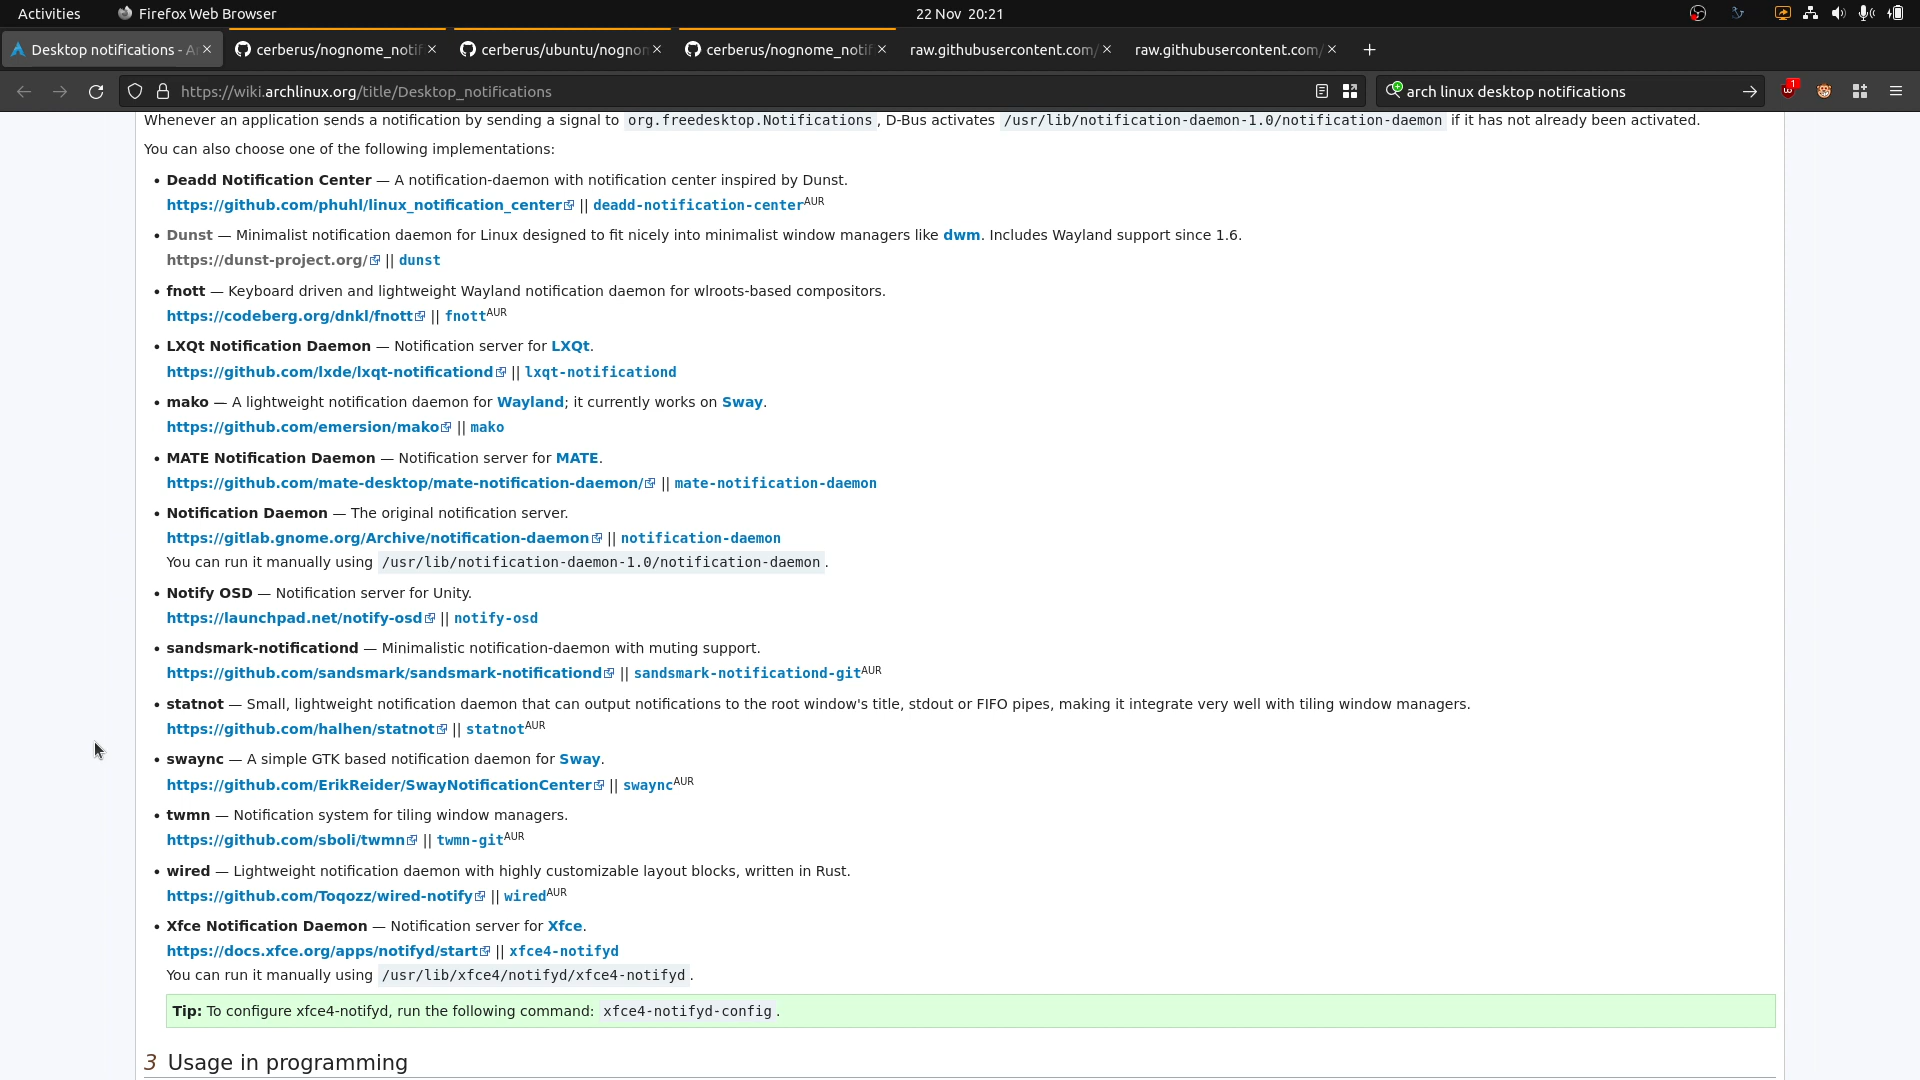 Activities Firefox Web Browser 22 Nov 20:21
Desktop notifications - A cerberus/nognome_notif cerberus/ubuntu/nognom cerberus/nognome_notif raw.githubusercontent.com/ raw.githubusercontent.com/
https://wiki.archlinux.org/title/Desktop_notifications arch linux desktop notifications 1
Whenever an application sends a notification by sending a signal to org.freedesktop.Notifications, D-Bus activates /usr/lib/notification-daemon-1.0/notification-daemon if it has not already been activated.
You can also choose one of the following implementations:
• Deadd Notification Center — A notification-daemon with notification center inspired by Dunst.
https://github.com/phuhl/linux_notification_center || deadd-notification-centerAUR
• Dunst — Minimalist notification daemon for Linux designed to fit nicely into minimalist window managers like dwm. Includes Wayland support since 1.6.
https://dunst-project.org/ || dunst
• fnott — Keyboard driven and lightweight Wayland notification daemon for wlroots-based compositors.
https://codeberg.org/dnkl/fnott || fnottAUR
• LXQt Notification Daemon — Notification server for LXQt.
https://github.com/lxde/lxqt-notificationd || lxqt-notificationd
• mako — A lightweight notification daemon for Wayland; it currently works on Sway.
https://github.com/emersion/mako || mako
• MATE Notification Daemon — Notification server for MATE.
https://github.com/mate-desktop/mate-notification-daemon/ || mate-notification-daemon
• Notification Daemon — The original notification server.
https://gitlab.gnome.org/Archive/notification-daemon || notification-daemon
You can run it manually using /usr/lib/notification-daemon-1.0/notification-daemon.
• Notify OSD — Notification server for Unity.
https://launchpad.net/notify-osd || notify-osd
• sandsmark-notificationd — Minimalistic notification-daemon with muting support.
https://github.com/sandsmark/sandsmark-notificationd || sandsmark-notificationd-gitAUR
• statnot — Small, lightweight notification daemon that can output notifications to the root window's title, stdout or FIFO pipes, making it integrate very well with tiling window managers.
https://github.com/halhen/statnot || statnotAUR
• swaync — A simple GTK based notification daemon for Sway.
https://github.com/ErikReider/SwayNotificationCenter || swayncAUR
• twmn — Notification system for tiling window managers.
https://github.com/sboli/twmn || twmn-gitAUR
• wired — Lightweight notification daemon with highly customizable layout blocks, written in Rust.
https://github.com/Toqozz/wired-notify || wiredAUR
• Xfce Notification Daemon — Notification server for Xfce.
https://docs.xfce.org/apps/notifyd/start || xfce4-notifyd
You can run it manually using /usr/lib/xfce4/notifyd/xfce4-notifyd.
Tip: To configure xfce4-notifyd, run the following command: xfce4-notifyd-config.
3 Usage in programming